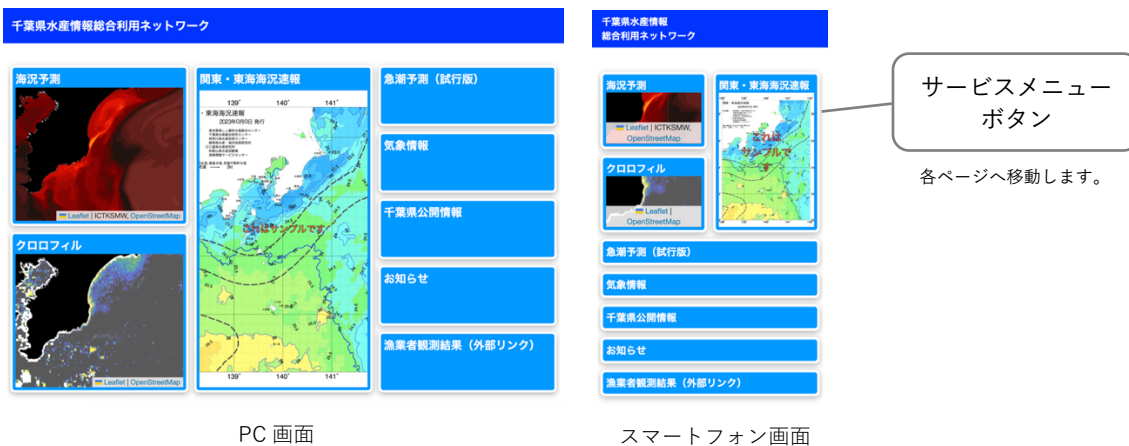 千葉県水産情報総合利用ネットワーク
海況予測
Leaflet | ICTKSMW, OpenStreetMap
クロロフィル
Leaflet | OpenStreetMap
関東・東海海況速報
139° 140° 141°
・東海海況速報
2023年0月0日 発行
これはサンプルです
139° 140° 141°
急潮予測（試行版）
気象情報
千葉県公開情報
お知らせ
漁業者観測結果（外部リンク）
PC 画面
千葉県水産情報
総合利用ネットワーク
海況予測
Leaflet | ICTKSMW,
OpenStreetMap
クロロフィル
Leaflet |
OpenStreetMap
関東・東海海況速報
これは
サンプルで
す
急潮予測（試行版）
気象情報
千葉県公開情報
お知らせ
漁業者観測結果（外部リンク）
スマートフォン画面
サービスメニュー
ボタン
各ページへ移動します。